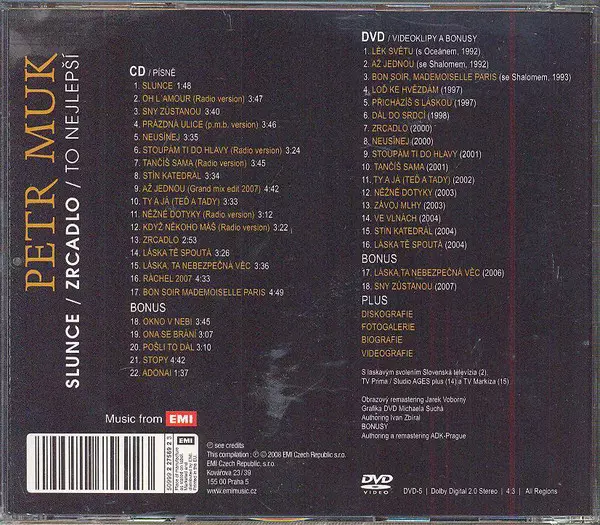 PETR MUK
SLUNCE / ZRCADLO / TO NEJLEPŠÍ
CD / PÍSNĚ
1. SLUNCE 1:48
2. OH L'AMOUR (Radio version) 3:47
3. SNY ZŮSTANOU 3:40
4. PRÁZDNÁ ULICE (p.m.b. version) 3:46
5. NEUSÍNEJ 3:35
6. STOUPÁM TI DO HLAVY (Radio version) 3:24
7. TANČÍŠ SAMA (Radio version) 3:45
8. STÍN KATEDRÁL 3:34
9. AŽ JEDNOU (Grand mix edit 2007) 4:42
10. TY A JÁ (TEĎ A TADY) 3:33
11. NĚŽNÉ DOTYKY (Radio version) 3:12
12. KDYŽ NĚKOHO MÁŠ (Radio version) 3:22
13. ZRCADLO 2:53
14. LÁSKA TĚ SPOUTÁ 3:26
15. LÁSKA, TA NEBEZPEČNÁ VĚC 3:36
16. RÁCHEL 2007 4:33
17. BON SOIR MADEMOISELLE PARIS 4:49
BONUS
18. OKNO V NEBI 3:45
19. ONA SE BRÁNÍ 3:07
20. POŠLI TO DÁL 3:10
21. STOPY 4:42
22. ADONAI 1:37
Music from EMI
DVD / VIDEOKLIPY A BONUSY
1. LÉK SVĚTU (s Oceánem, 1992)
2. AŽ JEDNOU (se Shalomem, 1992)
3. BON SOIR, MADEMOISELLE PARIS (se Shalomem, 1993)
4. LOĎ KE HVĚZDÁM (1997)
5. PŘICHÁZÍŠ S LÁSKOU (1997)
6. DÁL DO SRDCÍ (1998)
7. ZRCADLO (2000)
8. NEUSÍNEJ (2000)
9. STOUPÁM TI DO HLAVY (2001)
10. TANČÍŠ SAMA (2001)
11. TY A JÁ (TEĎ A TADY) (2002)
12. NĚŽNÉ DOTYKY (2003)
13. ZÁVOJ MLHY (2003)
14. VE VLNÁCH (2004)
15. STÍN KATEDRÁL (2004)
16. LÁSKA TĚ SPOUTÁ (2004)
BONUS
17. LÁSKA, TA NEBEZPEČNÁ VĚC (2006)
18. SNY ZŮSTANOU (2007)
PLUS
DISKOGRAFIE
FOTOGALERIE
BIOGRAFIE
VIDEOGRAFIE
S laskavým svolením Slovenská televízia (2),
TV Prima / Studio AGES plus (14) a TV Markíza (15)
Obrazový remastering Jarek Voborný
Grafika DVD Michaela Suchá
Authoring Ivan Zbíral
BONUSY
Authoring a remastering ADK-Prague
EMI
℗ see credits
This compilation ℗ © 2008 EMI Czech Republic s.r.o.
EMI Czech Republic, s.r.o.
Kovárova 23/39
155 00 Praha 5
www.emimusic.cz
DVD VIDEO
DVD-5 | Dolby Digital 2.0 Stereo | 4:3 | All Regions